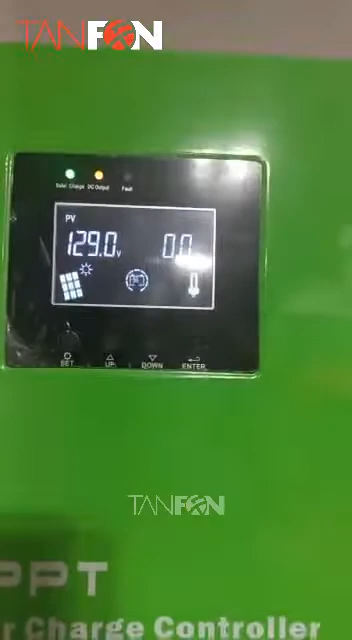 TANFON
Solar Charge DC Output Fault
PV
129.0V 0.0
SET UP DOWN ENTER
TANFON
PPT
r Charge Controller